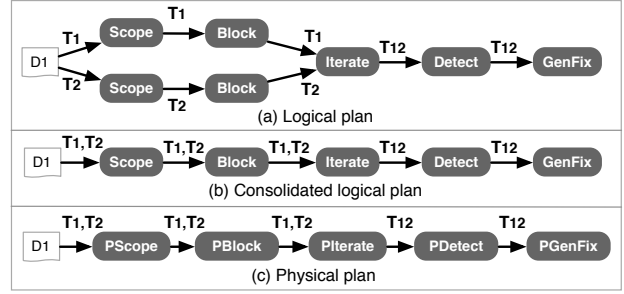 T1 Scope T1 Block T1
D1 Iterate T12 Detect T12 GenFix
T2 Scope T2 Block T2
(a) Logical plan
T1,T2 T1,T2 T1,T2 T12 T12
D1 Scope Block Iterate Detect GenFix
(b) Consolidated logical plan
T1,T2 T1,T2 T1,T2 T12 T12
D1 PScope PBlock PIterate PDetect PGenFix
(c) Physical plan